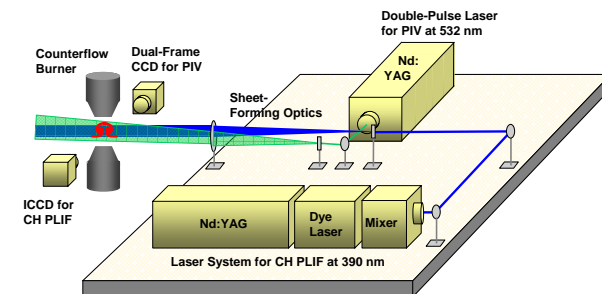 Double-Pulse Laser
for PIV at 532 nm
Counterflow
Burner
Dual-Frame
CCD for PIV
Nd:
YAG
Sheet-
Forming Optics
ICCD for
CH PLIF
Nd:YAG
Dye
Laser
Mixer
Laser System for CH PLIF at 390 nm